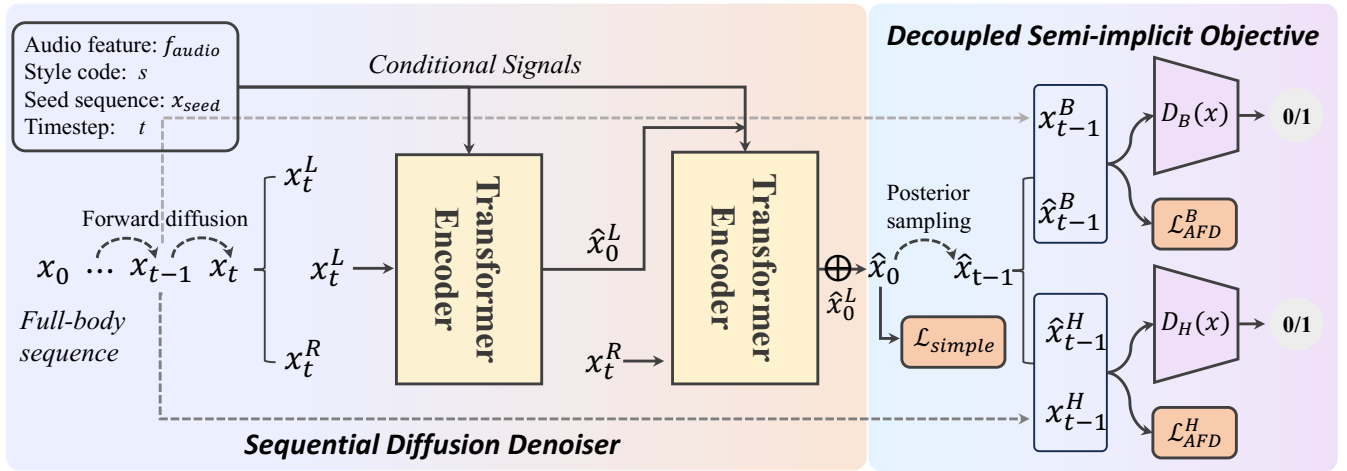 Audio feature: f_audio
Style code: s
Seed sequence: x_seed
Timestep: t
Conditional Signals
Forward diffusion
x_0 … x_{t-1} x_t
Full-body
sequence
x_t^L
x_t^R
x_t^L
Transformer
Encoder
x̂_0^L
x_t^R
Transformer
Encoder
⊕
x̂_0^L
Sequential Diffusion Denoiser
Decoupled Semi-implicit Objective
x̂_0
Posterior
sampling
x̂_{t-1}
ℒ_simple
x_{t-1}^B
x̂_{t-1}^B
D_B(x)
0/1
ℒ_AFD^B
x̂_{t-1}^H
x_{t-1}^H
D_H(x)
0/1
ℒ_AFD^H